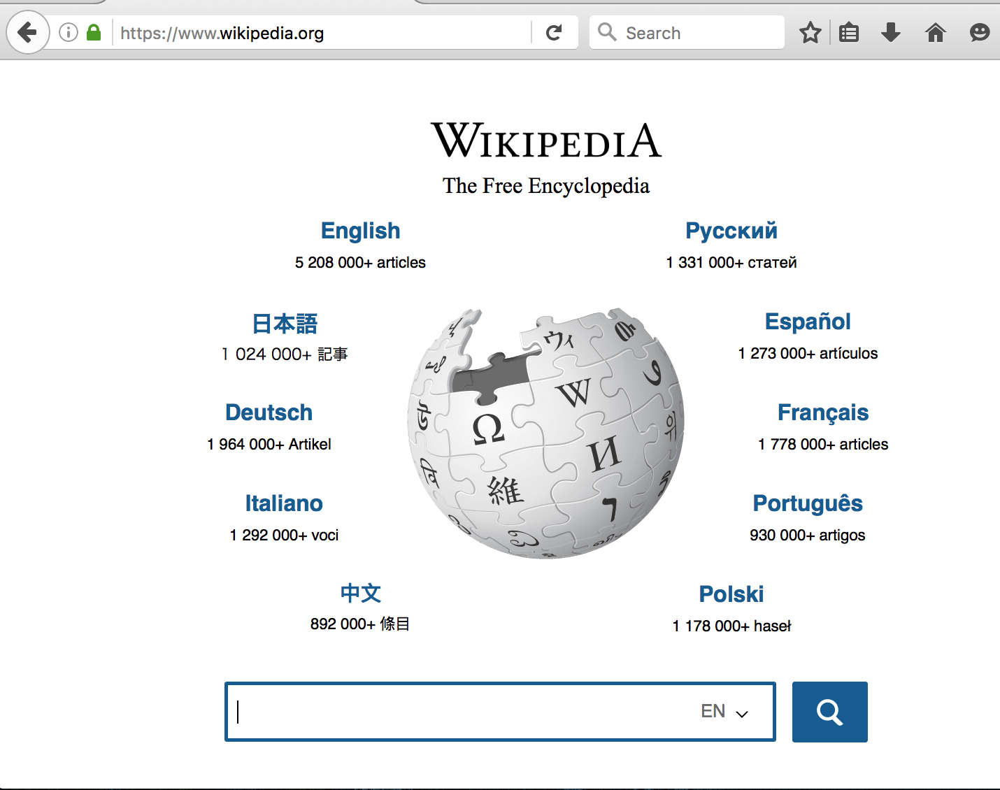 https://www.wikipedia.org
Search
WIKIPEDIA
The Free Encyclopedia
English
5 208 000+ articles
Русский
1 331 000+ статей
日本語
1 024 000+ 記事
Español
1 273 000+ artículos
Deutsch
1 964 000+ Artikel
Français
1 778 000+ articles
Italiano
1 292 000+ voci
Português
930 000+ artigos
中文
892 000+ 條目
Polski
1 178 000+ haseł
Ω
W
И
維
ウィ
EN